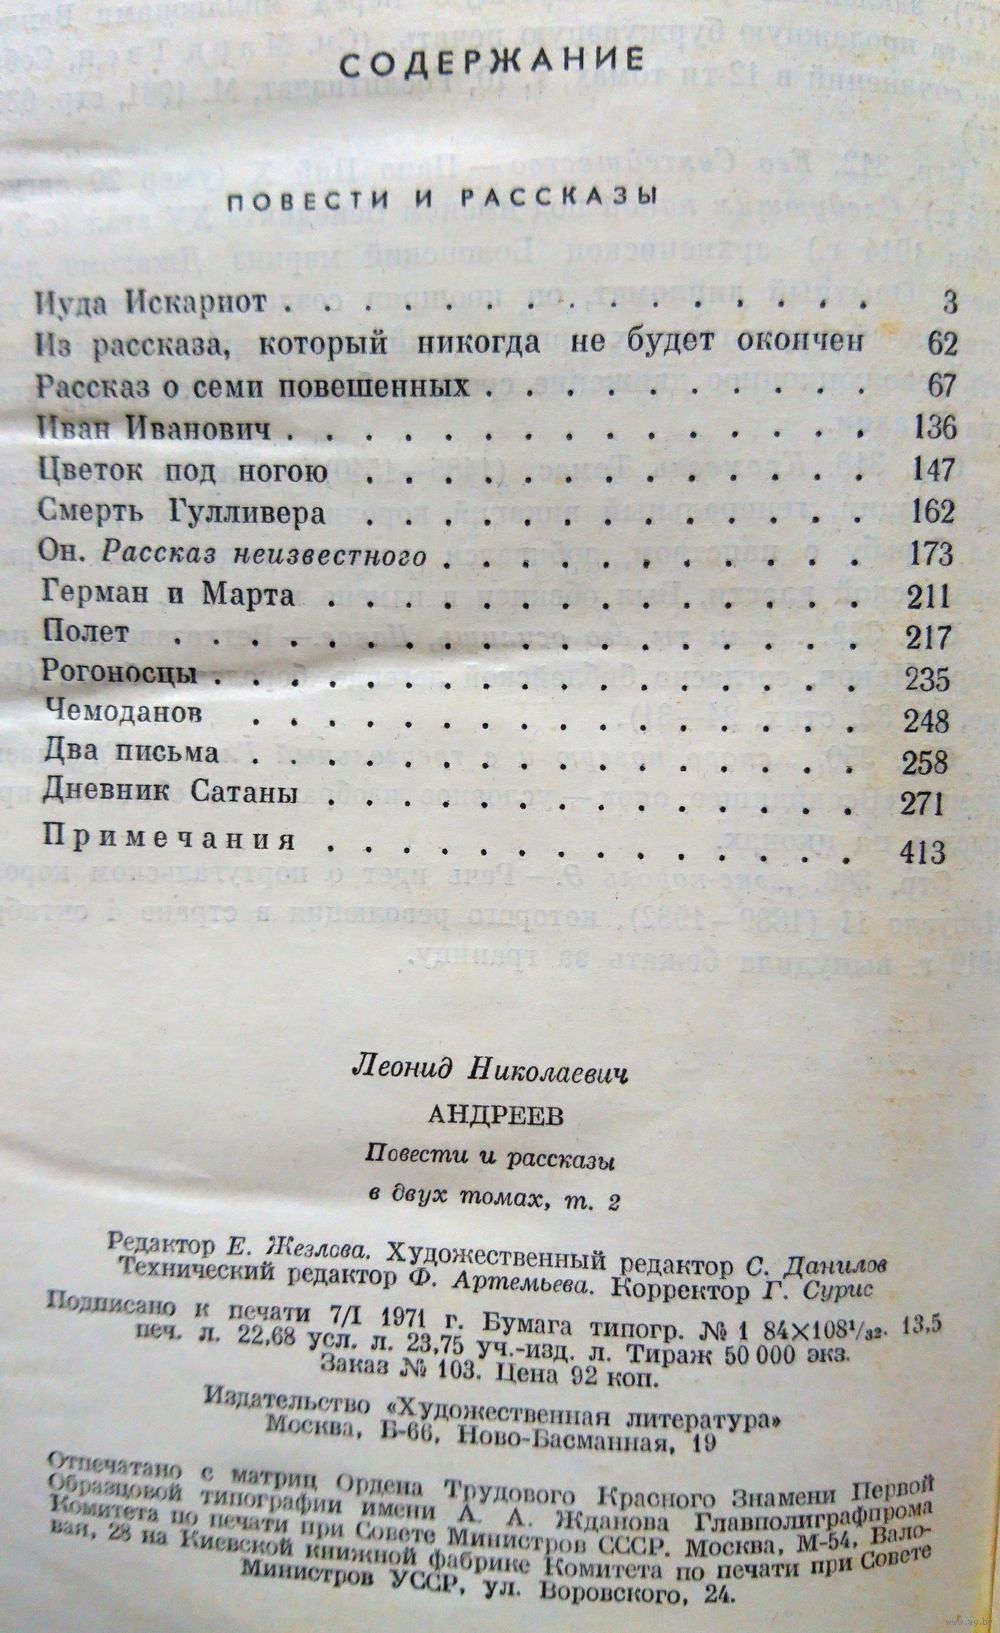 СОДЕРЖАНИЕ
ПОВЕСТИ И РАССКАЗЫ
Иуда Искариот . . . . . . . . . . . . . . . . 3
Из рассказа, который никогда не будет окончен 62
Рассказ о семи повешенных . . . . . . . . . . 67
Иван Иванович . . . . . . . . . . . . . . . . 136
Цветок под ногою . . . . . . . . . . . . . 147
Смерть Гулливера . . . . . . . . . . . . . 162
Он. Рассказ неизвестного . . . . . . . . . . . 173
Герман и Марта . . . . . . . . . . . . . . 211
Полет . . . . . . . . . . . . . . . . . . 217
Рогоносцы . . . . . . . . . . . . . . . . . 235
Чемоданов . . . . . . . . . . . . . . . . 248
Два письма . . . . . . . . . . . . . . . . 258
Дневник Сатаны . . . . . . . . . . . . . . 271
Примечания . . . . . . . . . . . . . . 413
Леонид Николаевич
АНДРЕЕВ
Повести и рассказы
в двух томах, т. 2
Редактор Е. Жезлова. Художественный редактор С. Данилов
Технический редактор Ф. Артемьева. Корректор Г. Сурис
Подписано к печати 7/I 1971 г. Бумага типогр. № 1 84×108¹/₃₂. 13,5
печ. л. 22,68 усл. л. 23,75 уч.-изд. л. Тираж 50 000 экз.
Заказ № 103. Цена 92 коп.
Издательство «Художественная литература»
Москва, Б-66, Ново-Басманная, 19
Отпечатано с матриц Ордена Трудового Красного Знамени Первой
Образцовой типографии имени А. А. Жданова Главполиграфпрома
Комитета по печати при Совете Министров СССР. Москва, М-54, Вало-
вая, 28 на Киевской книжной фабрике Комитета по печати при Совете
Министров УССР, ул. Воровского, 24.
www.ay.by